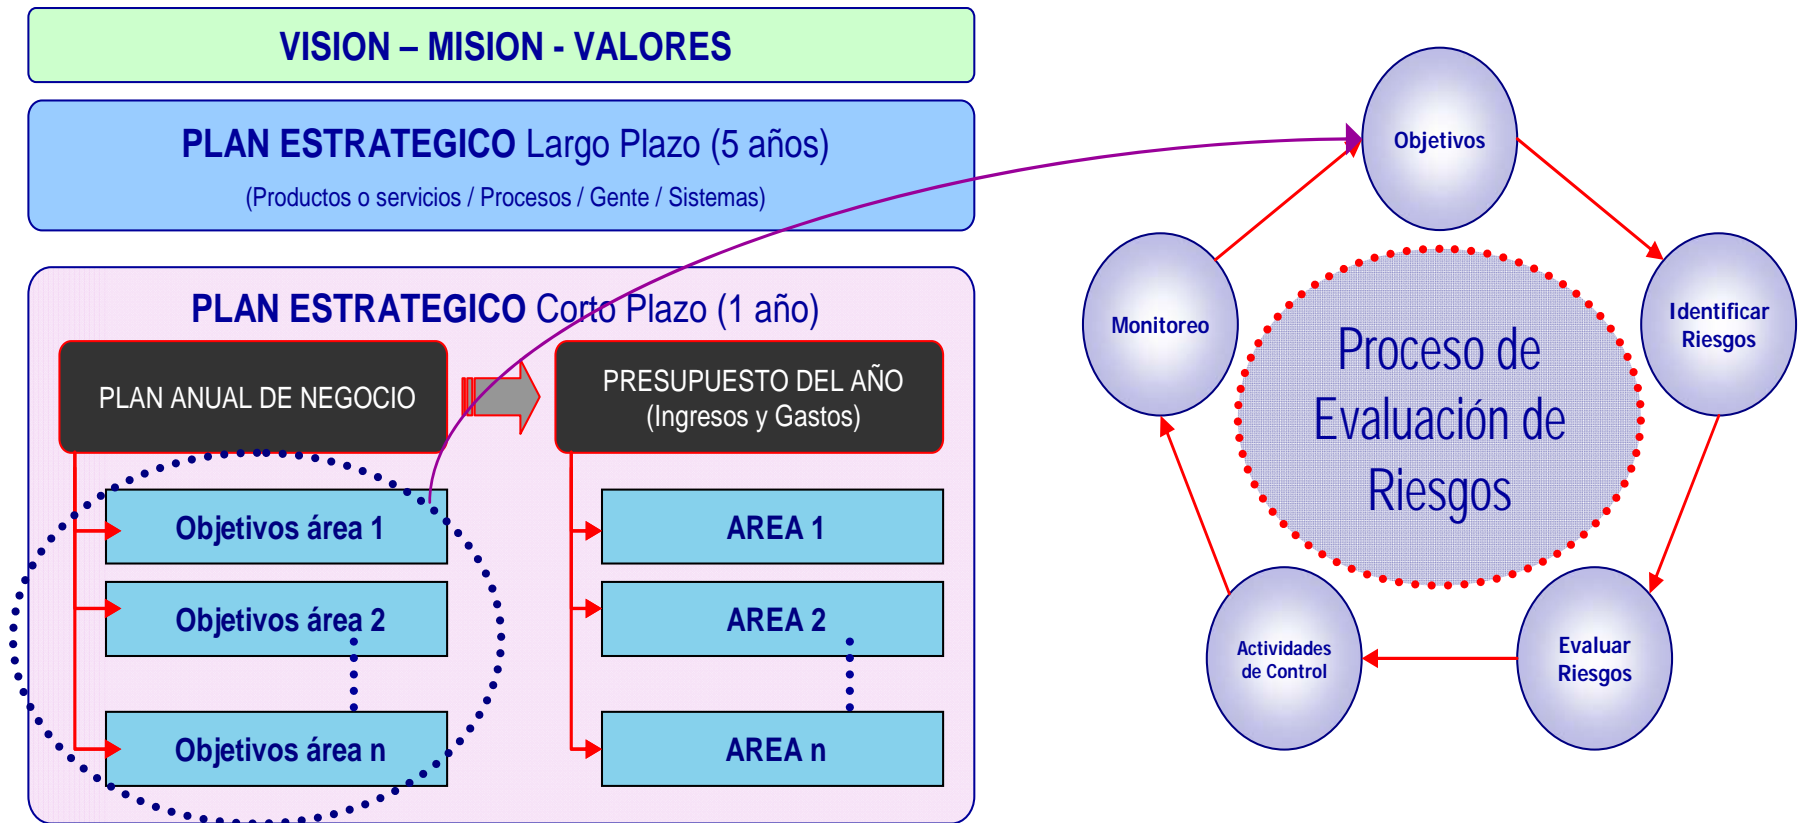 VISION – MISION - VALORES
PLAN ESTRATEGICO Largo Plazo (5 años)
(Productos o servicios / Procesos / Gente / Sistemas)
PLAN ESTRATEGICO Corto Plazo (1 año)
PLAN ANUAL DE NEGOCIO
Objetivos área 1
Objetivos área 2
Objetivos área n
PRESUPUESTO DEL AÑO
(Ingresos y Gastos)
AREA 1
AREA 2
AREA n
Objetivos
Identificar
Riesgos
Evaluar
Riesgos
Actividades
de Control
Monitoreo
Proceso de
Evaluación de
Riesgos